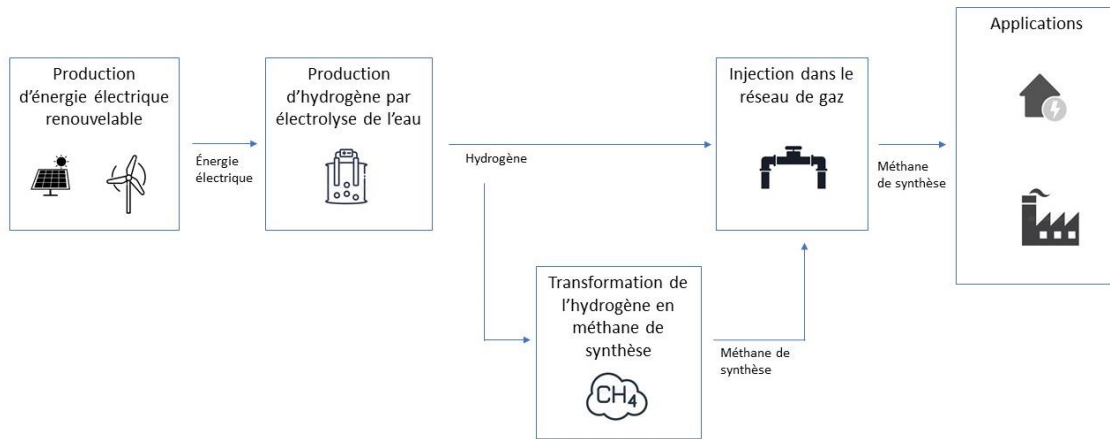 Production
d’énergie électrique
renouvelable
Énergie
électrique
Production
d’hydrogène par
électrolyse de l’eau
Hydrogène
Transformation de
l’hydrogène en
méthane de
synthèse
CH4
Méthane de
synthèse
Injection dans le
réseau de gaz
Méthane
de synthèse
Applications